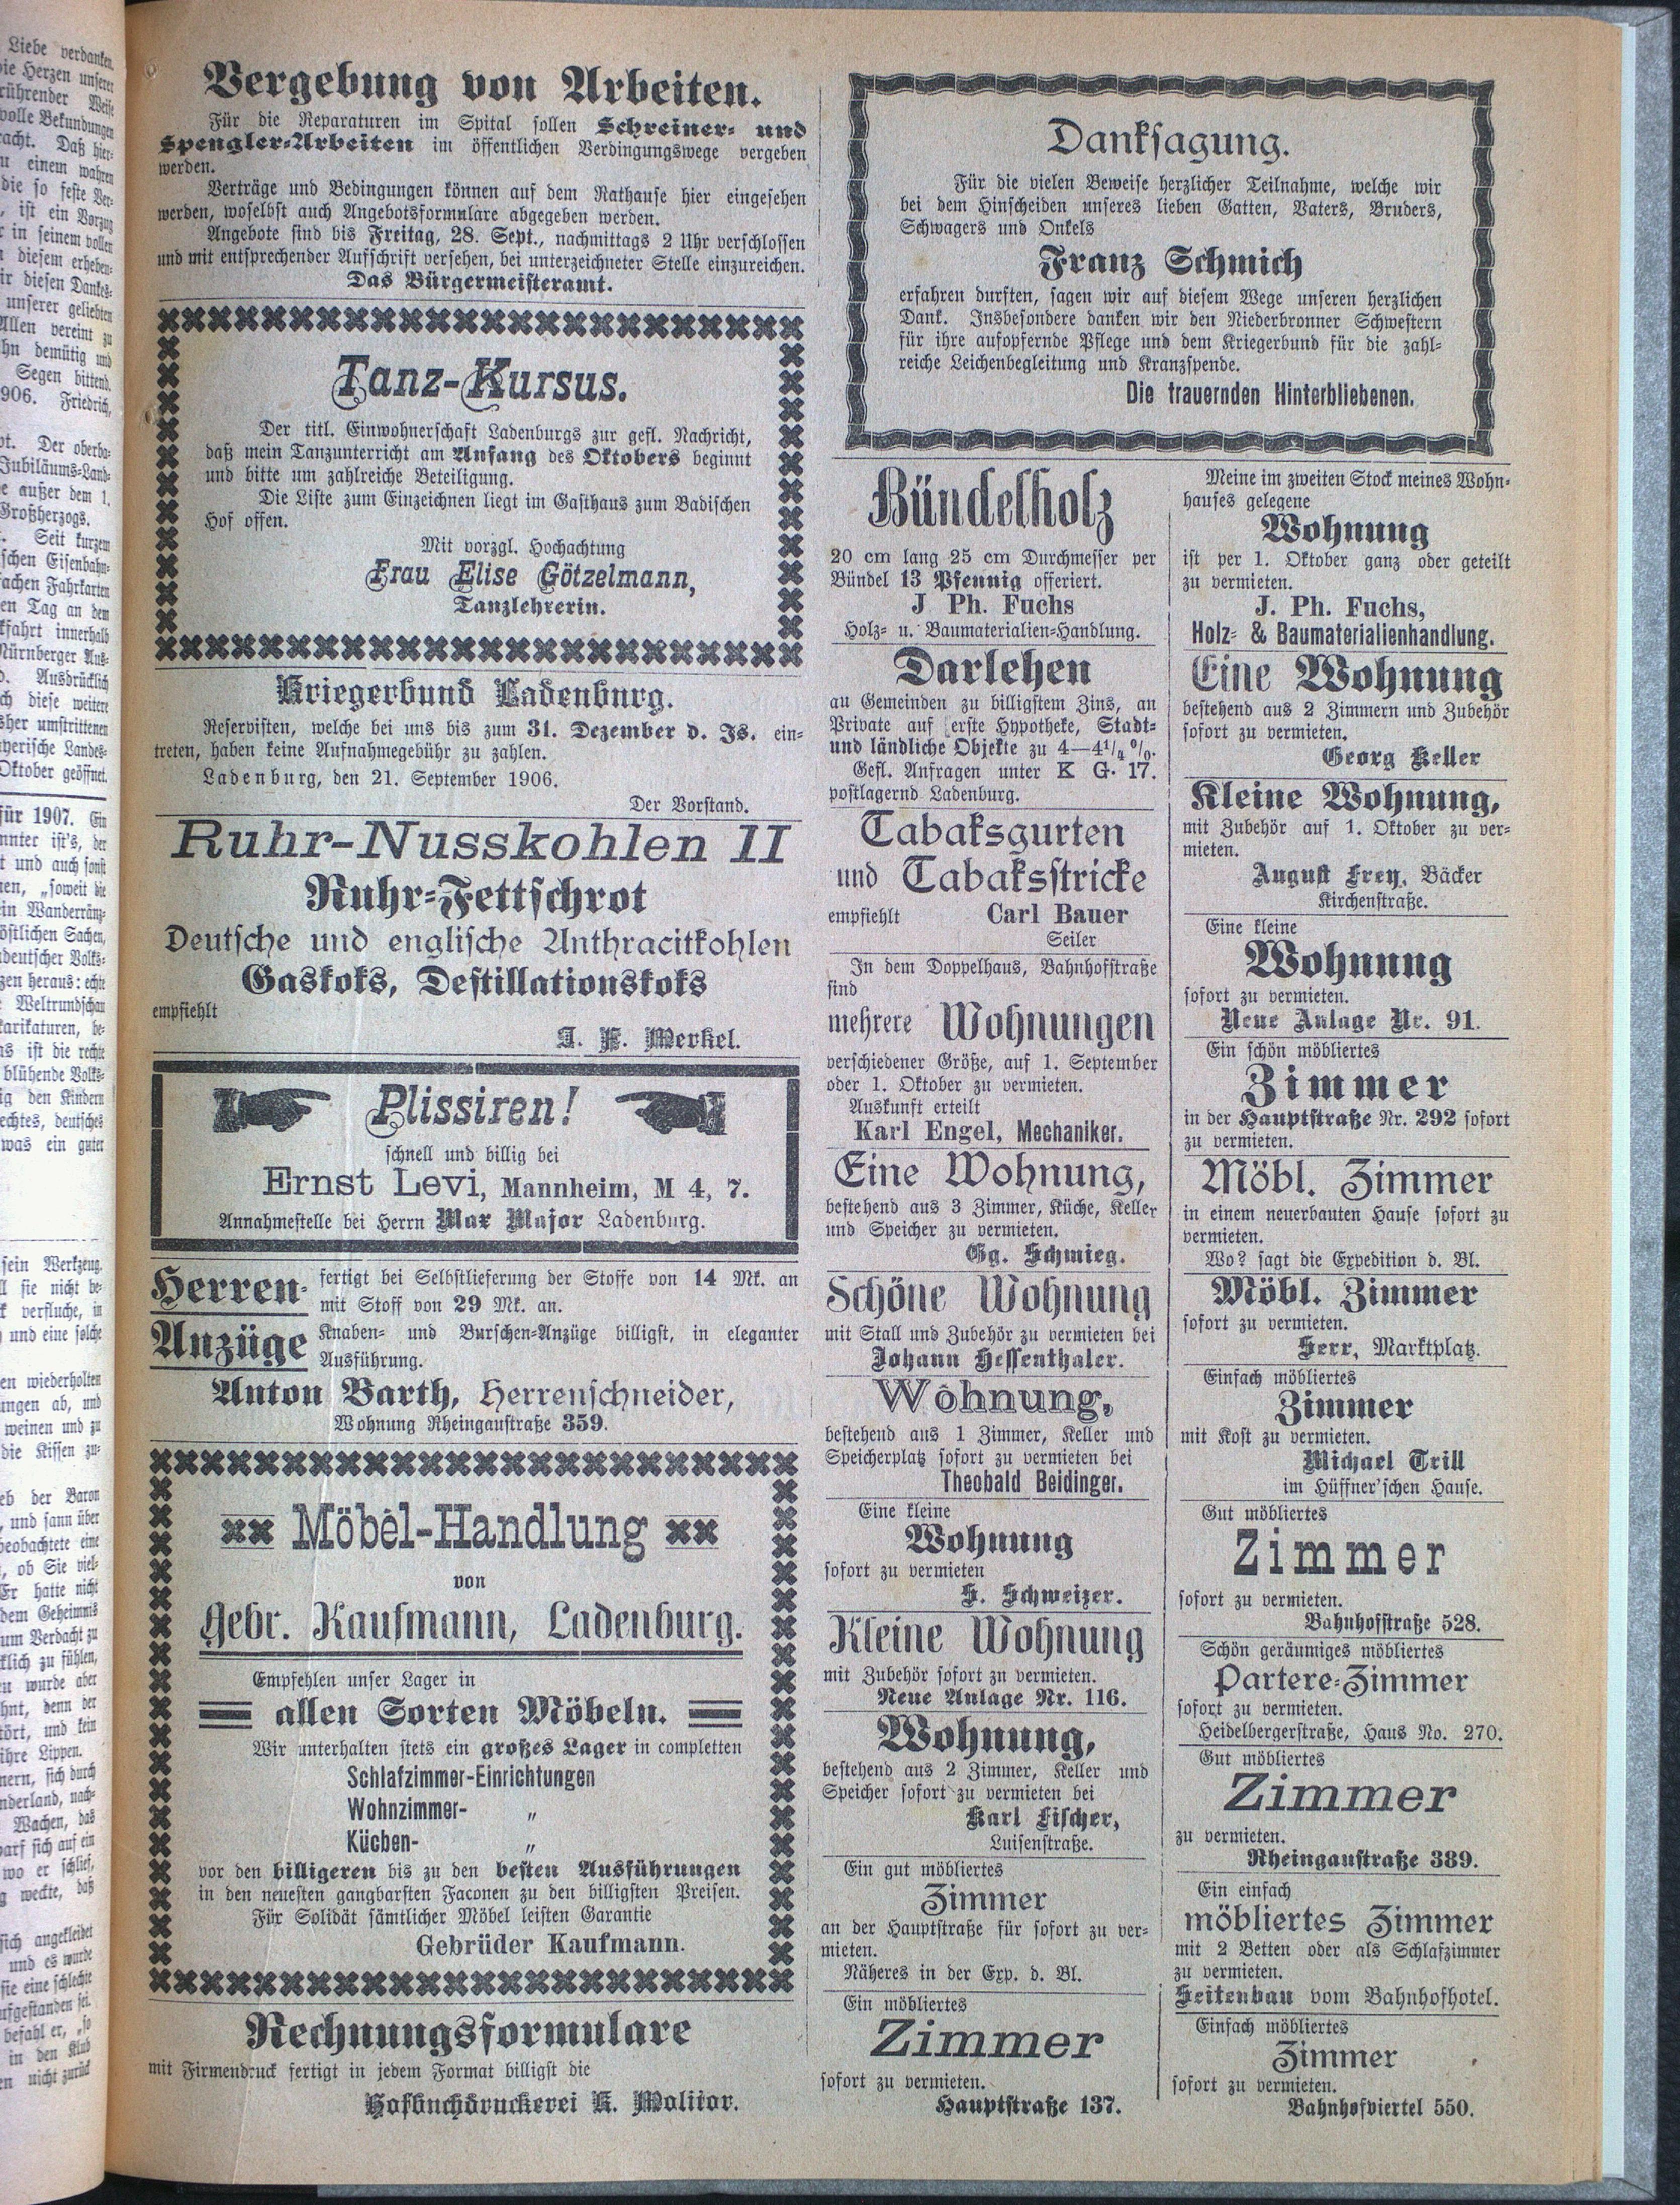 Vergebung von Arbeiten.
Für die Reparaturen im Spital sollen Schreiner- und
Spengler-Arbeiten im öffentlichen Verdingungswege vergeben
werden.
Verträge und Bedingungen können auf dem Rathause hier eingesehen
werden, woselbst auch Angebotsformulare abgegeben werden.
Angebote sind bis Freitag, 28. Sept., nachmittags 2 Uhr verschlossen
und mit entsprechender Aufschrift versehen, bei unterzeichneter Stelle einzureichen.
Das Bürgermeisteramt.
Tanz-Kursus.
Der titl. Einwohnerschaft Ladenburgs zur gefl. Nachricht,
daß mein Tanzunterricht am Anfang des Oktobers beginnt
und bitte um zahlreiche Beteiligung.
Die Liste zum Einzeichnen liegt im Gasthaus zum Badischen
Hof offen.
Mit vorzgl. Hochachtung
Frau Elise Götzelmann,
Tanzlehrerin.
Kriegerbund Ladenburg.
Reservisten, welche bei uns bis zum 31. Dezember d. Js. ein-
treten, haben keine Aufnahmegebühr zu zahlen.
Ladenburg, den 21. September 1906.
Der Vorstand.
Ruhr-Nusskohlen II
Ruhr-Fettschrot
Deutsche und englische Anthracitkohlen
Gaskoks, Destillationskoks
empfiehlt
J. F. Merkel.
Plissiren!
schnell und billig bei
Ernst Levi, Mannheim, M 4, 7.
Annahmestelle bei Herrn Max Major Ladenburg.
Herren-
Anzüge
fertigt bei Selbstlieferung der Stoffe von 14 Mk. an
mit Stoff von 29 Mk. an.
Knaben- und Burschen-Anzüge billigst, in eleganter
Ausführung.
Anton Barth, Herrenschneider,
Wohnung Rheingaustraße 359.
Möbel-Handlung
von
Gebr. Kaufmann, Ladenburg.
Empfehlen unser Lager in
allen Sorten Möbeln.
Wir unterhalten stets ein großes Lager in completten
Schlafzimmer-Einrichtungen
Wohnzimmer- „
Küchen- „
vor den billigeren bis zu den besten Ausführungen
in den neuesten gangbarsten Faconen zu den billigsten Preisen.
Für Solidät sämtlicher Möbel leisten Garantie
Gebrüder Kaufmann.
Rechnungsformulare
mit Firmendruck fertigt in jedem Format billigst die
Hofbuchdruckerei K. Molitor.
Danksagung.
Für die vielen Beweise herzlicher Teilnahme, welche wir
bei dem Hinscheiden unseres lieben Gatten, Vaters, Bruders,
Schwagers und Onkels
Franz Schmich
erfahren durften, sagen wir auf diesem Wege unseren herzlichen
Dank. Insbesondere danken wir den Niederbronner Schwestern
für ihre aufopfernde Pflege und dem Kriegerbund für die zahl-
reiche Leichenbegleitung und Kranzspende.
Die trauernden Hinterbliebenen.
Bündelholz
20 cm lang 25 cm Durchmesser per
Bündel 13 Pfennig offeriert.
J Ph. Fuchs
Holz- u. Baumaterialien-Handlung.
Darlehen
an Gemeinden zu billigstem Zins, an
Private auf erste Hypotheke, Stadt-
und ländliche Objekte zu 4—4¼ %.
Gefl. Anfragen unter K G. 17.
postlagernd Ladenburg.
Tabaksgurten
und Tabaksstricke
empfiehlt Carl Bauer
Seiler
In dem Doppelhaus, Bahnhofstraße
sind
mehrere Wohnungen
verschiedener Größe, auf 1. September
oder 1. Oktober zu vermieten.
Auskunft erteilt
Karl Engel, Mechaniker.
Eine Wohnung,
bestehend aus 3 Zimmer, Küche, Keller
und Speicher zu vermieten.
Gg. Schmieg.
Schöne Wohnung
mit Stall und Zubehör zu vermieten bei
Johann Hessenthaler.
Wohnung,
bestehend aus 1 Zimmer, Keller und
Speicherplatz sofort zu vermieten bei
Theobald Beidinger.
Eine kleine
Wohnung
sofort zu vermieten
H. Schweizer.
Kleine Wohnung
mit Zubehör sofort zu vermieten.
Neue Anlage Nr. 116.
Wohnung,
bestehend aus 2 Zimmer, Keller und
Speicher sofort zu vermieten bei
Karl Fischer,
Luisenstraße.
Ein gut möbliertes
Zimmer
an der Hauptstraße für sofort zu ver-
mieten.
Näheres in der Exp. d. Bl.
Ein möbliertes
Zimmer
sofort zu vermieten.
Hauptstraße 137.
Meine im zweiten Stock meines Wohn-
hauses gelegene
Wohnung
ist per 1. Oktober ganz oder geteilt
zu vermieten.
J. Ph. Fuchs,
Holz- & Baumaterialienhandlung.
Eine Wohnung
bestehend aus 2 Zimmern und Zubehör
sofort zu vermieten.
Georg Keller
Kleine Wohnung,
mit Zubehör auf 1. Oktober zu ver-
mieten.
August Frey, Bäcker
Kirchenstraße.
Eine kleine
Wohnung
sofort zu vermieten.
Neue Anlage Nr. 91.
Ein schön möbliertes
Zimmer
in der Hauptstraße Nr. 292 sofort
zu vermieten.
Möbl. Zimmer
in einem neuerbauten Hause sofort zu
vermieten.
Wo? sagt die Expedition d. Bl.
Möbl. Zimmer
sofort zu vermieten.
Herr, Marktplatz.
Einfach möbliertes
Zimmer
mit Kost zu vermieten.
Michael Trill
im Hüffner'schen Hause.
Gut möbliertes
Zimmer
sofort zu vermieten.
Bahnhofstraße 528.
Schön geräumiges möbliertes
Partere-Zimmer
sofort zu vermieten.
Heidelbergerstraße, Haus No. 270.
Gut möbliertes
Zimmer
zu vermieten.
Rheingaustraße 389.
Ein einfach
möbliertes Zimmer
mit 2 Betten oder als Schlafzimmer
zu vermieten.
Seitenbau vom Bahnhofhotel.
Einfach möbliertes
Zimmer
sofort zu vermieten.
Bahnhofviertel 550.